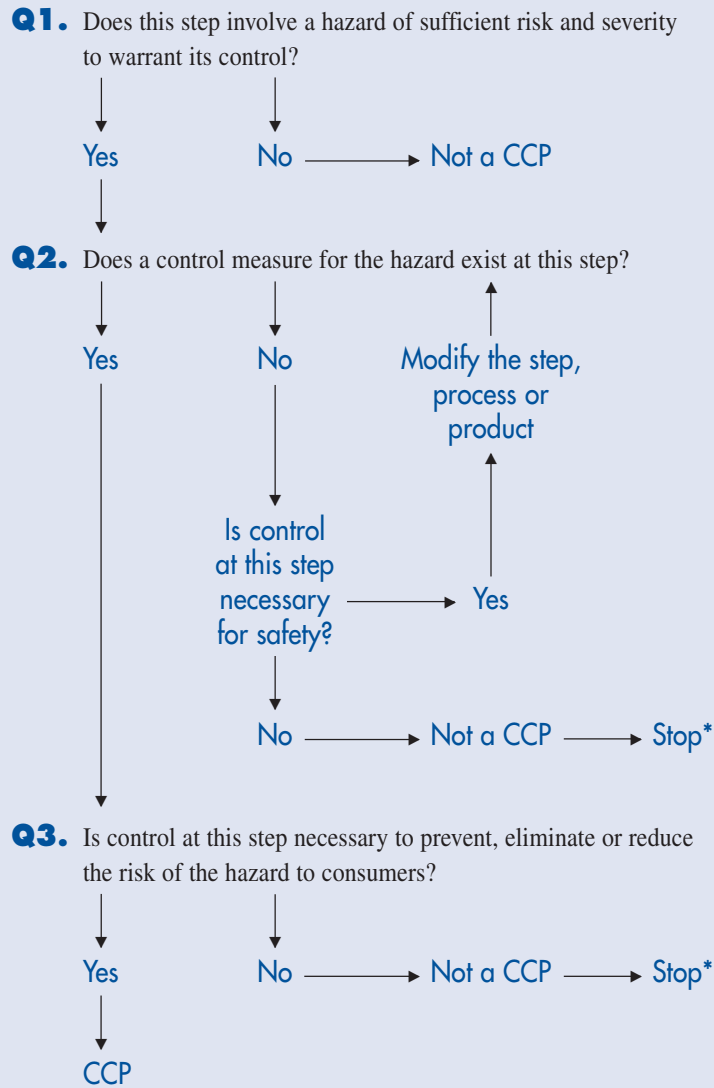 Q1. Does this step involve a hazard of sufficient risk and severity
to warrant its control?
Yes No Not a CCP
Q2. Does a control measure for the hazard exist at this step?
Yes No Modify the step,
process or
product
Is control
at this step
necessary
for safety?
Yes
No Not a CCP Stop*
Q3. Is control at this step necessary to prevent, eliminate or reduce
the risk of the hazard to consumers?
Yes No Not a CCP Stop*
CCP